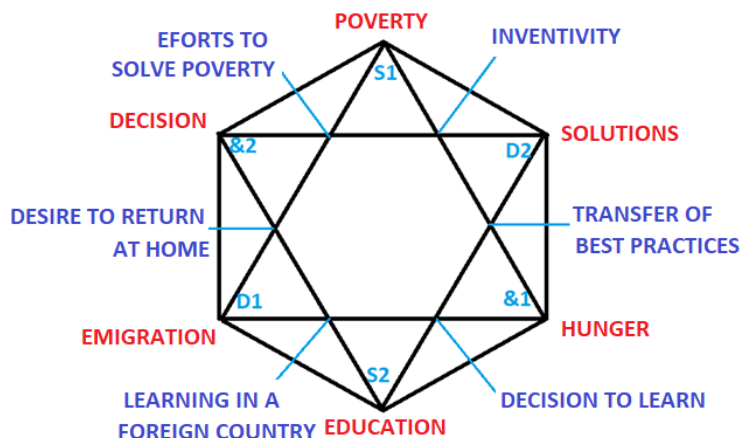 POVERTY
EFORTS TO
SOLVE POVERTY
INVENTIVITY
S1
DECISION
SOLUTIONS
&2
D2
DESIRE TO RETURN
AT HOME
TRANSFER OF
BEST PRACTICES
D1
&1
EMIGRATION
HUNGER
S2
LEARNING IN A
FOREIGN COUNTRY
DECISION TO LEARN
EDUCATION